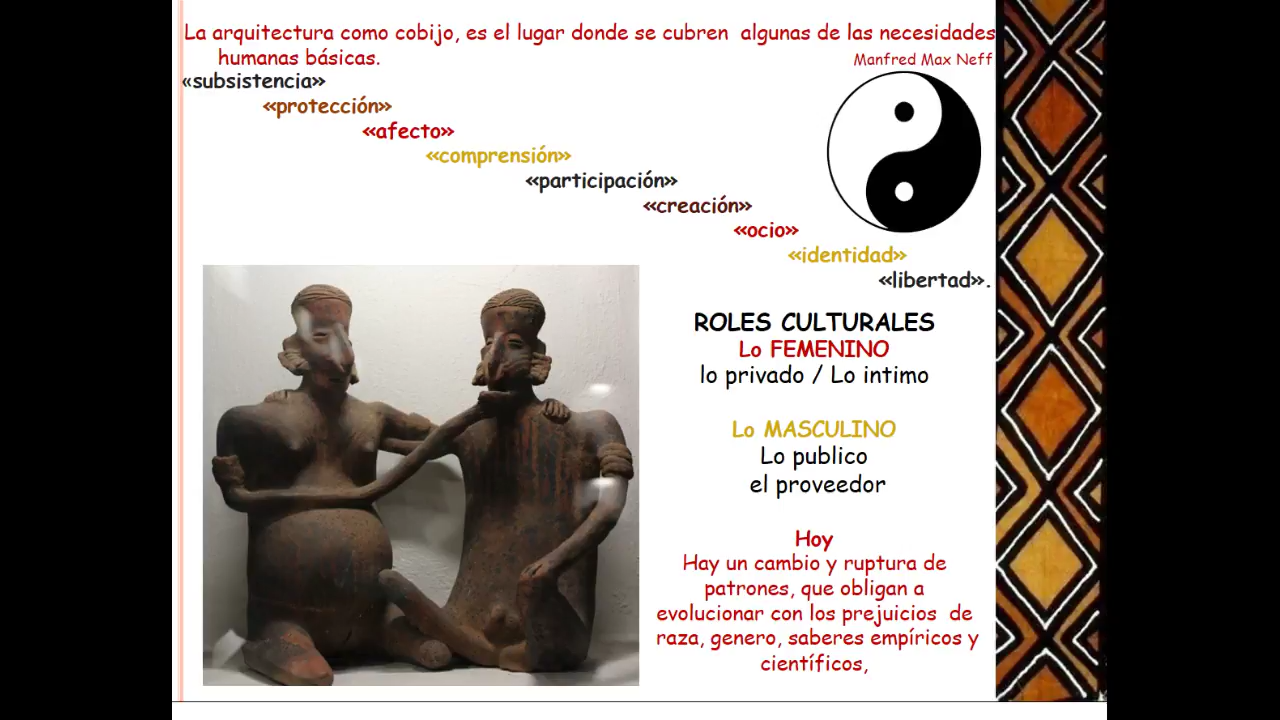 La arquitectura como cobijo, es el lugar donde se cubren algunas de las necesidades
humanas básicas.
Manfred Max Neff
«subsistencia»
«protección»
«afecto»
«comprensión»
«participación»
«creación»
«ocio»
«identidad»
«libertad».
ROLES CULTURALES
Lo FEMENINO
lo privado / Lo intimo
Lo MASCULINO
Lo publico
el proveedor
Hoy
Hay un cambio y ruptura de
patrones, que obligan a
evolucionar con los prejuicios de
raza, genero, saberes empíricos y
científicos,